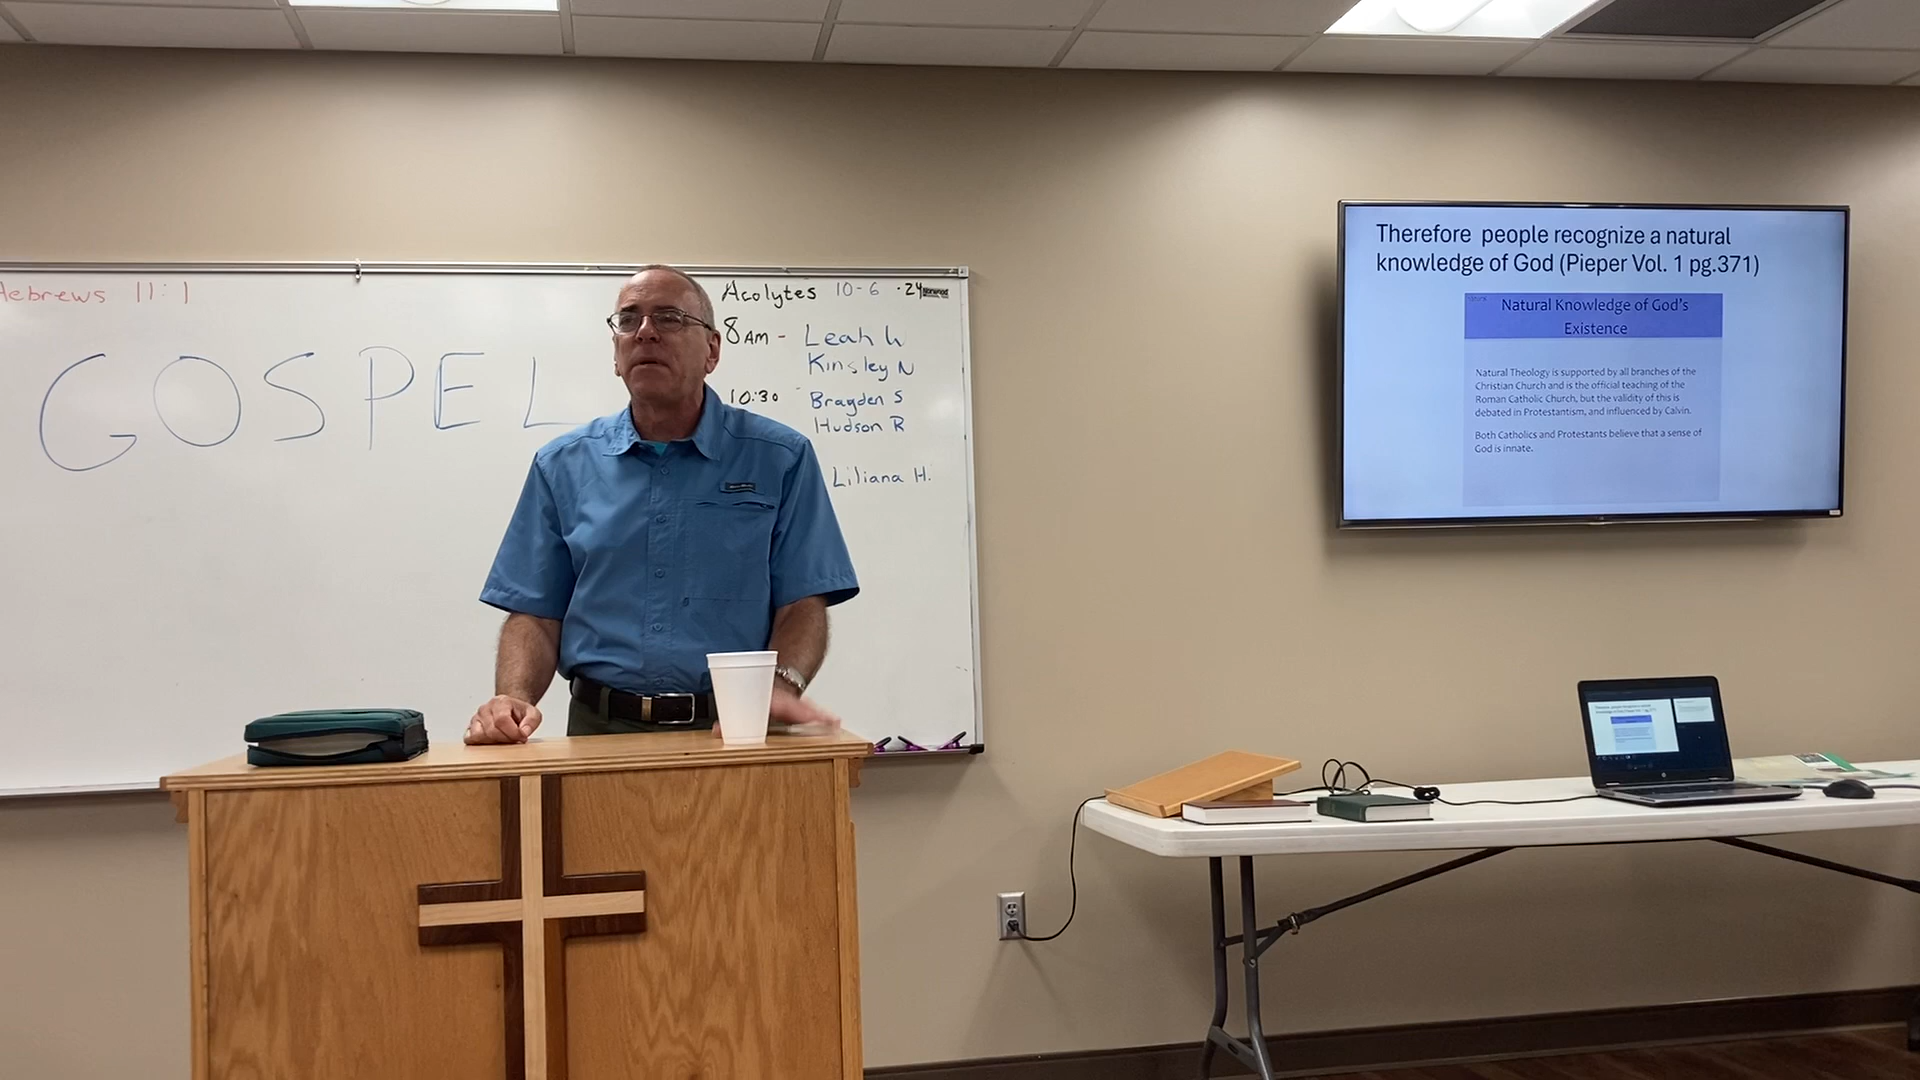 Hebrews 11:1
GOSPEL
Acolytes 10-6-24
8AM - Leah W
Kinsley N
10:30 Brayden S
Hudson R
Liliana H.
Therefore people recognize a natural
knowledge of God (Pieper Vol. 1 pg.371)
Natural Knowledge of God's
Existence
Natural Theology is supported by all branches of the
Christian Church and is the official teaching of the
Roman Catholic Church, but the validity of this is
debated in Protestantism, and influenced by Calvin.
Both Catholics and Protestants believe that a sense of
God is innate.